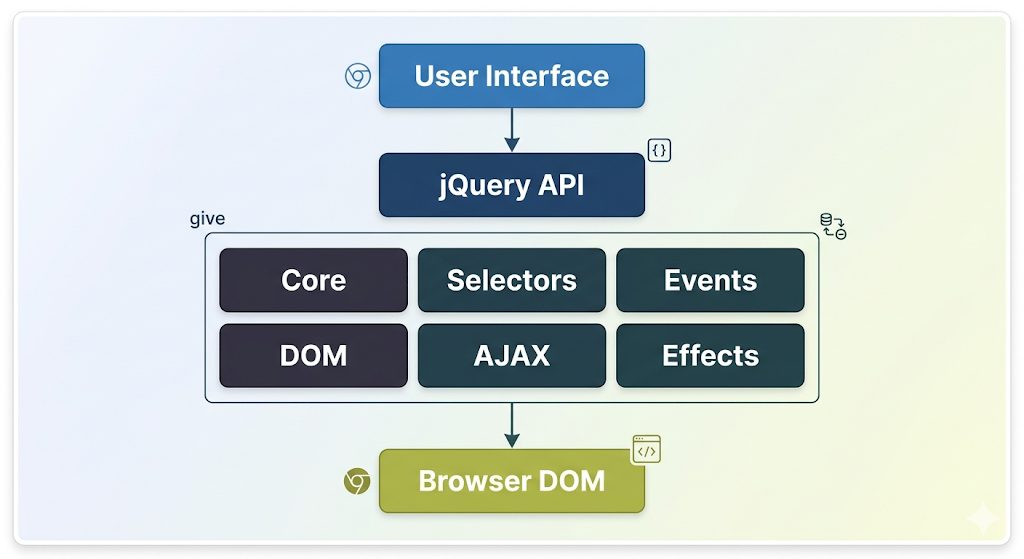 User Interface
jQuery API
{}
give
Core
Selectors
Events
DOM
AJAX
Effects
</>
Browser DOM